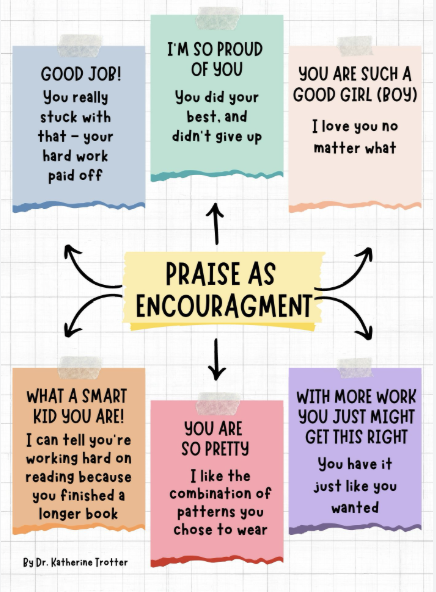 GOOD JOB!
You really
stuck with
that – your
hard work
paid off
I'M SO PROUD
OF YOU
You did your
best, and
didn't give up
YOU ARE SUCH A
GOOD GIRL (BOY)
I love you no
matter what
PRAISE AS
ENCOURAGMENT
WHAT A SMART
KID YOU ARE!
I can tell you're
working hard on
reading because
you finished a
longer book
YOU ARE
SO PRETTY
I like the
combination of
patterns you
chose to wear
WITH MORE WORK
YOU JUST MIGHT
GET THIS RIGHT
You have it
just like you
wanted
By Dr. Katherine Trotter